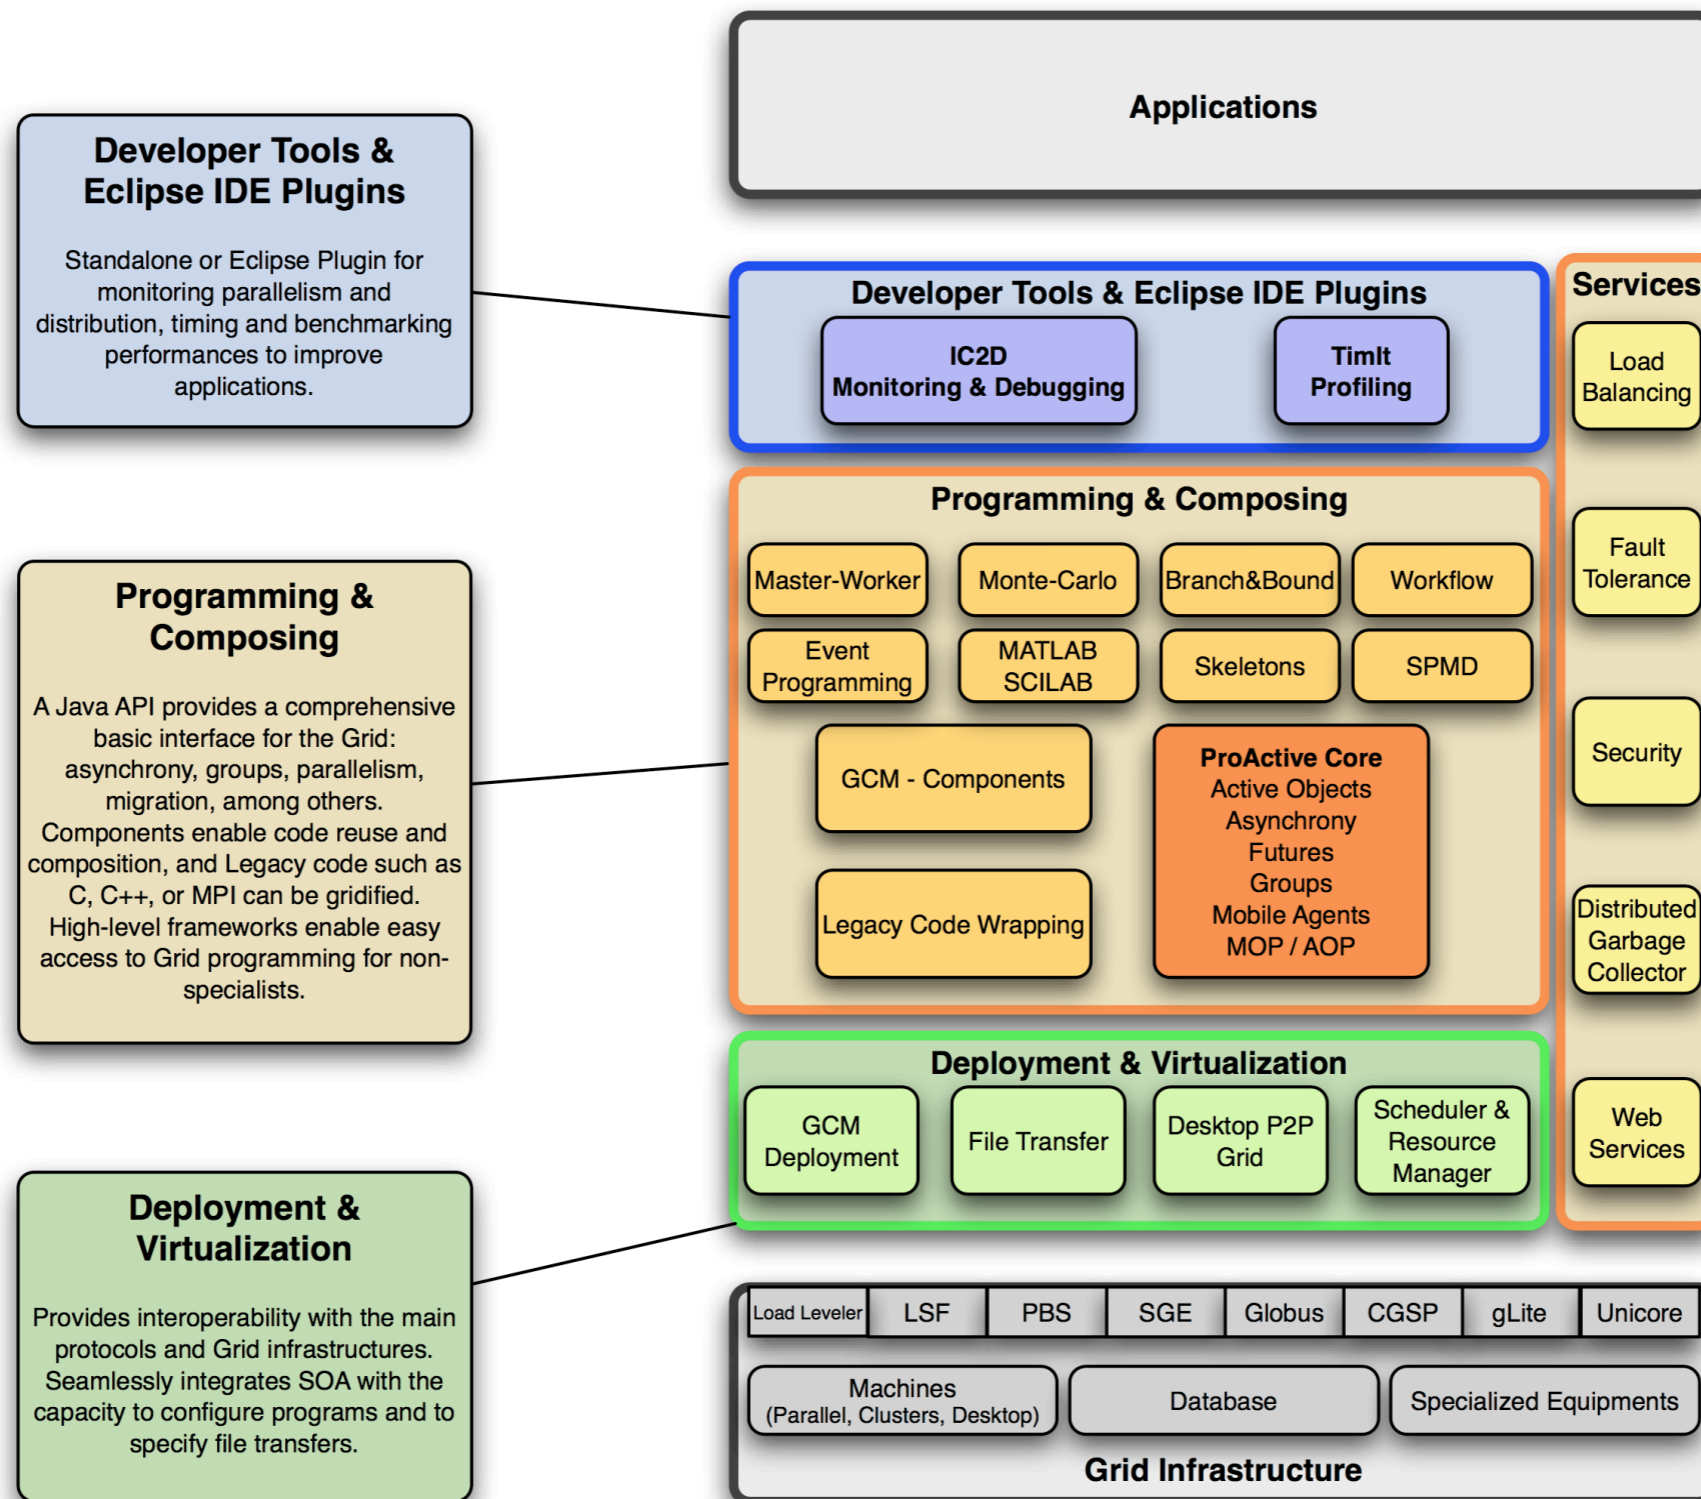 Applications
Developer Tools &
Eclipse IDE Plugins
Standalone or Eclipse Plugin for
monitoring parallelism and
distribution, timing and benchmarking
performances to improve
applications.
Developer Tools & Eclipse IDE Plugins
IC2D
Monitoring & Debugging
TimIt
Profiling
Services
Load
Balancing
Fault
Tolerance
Security
Distributed
Garbage
Collector
Web
Services
Programming &
Composing
A Java API provides a comprehensive
basic interface for the Grid:
asynchrony, groups, parallelism,
migration, among others.
Components enable code reuse and
composition, and Legacy code such as
C, C++, or MPI can be gridified.
High-level frameworks enable easy
access to Grid programming for non-
specialists.
Programming & Composing
Master-Worker
Monte-Carlo
Branch&Bound
Workflow
Event
Programming
MATLAB
SCILAB
Skeletons
SPMD
GCM - Components
Legacy Code Wrapping
ProActive Core
Active Objects
Asynchrony
Futures
Groups
Mobile Agents
MOP / AOP
Deployment &
Virtualization
Provides interoperability with the main
protocols and Grid infrastructures.
Seamlessly integrates SOA with the
capacity to configure programs and to
specify file transfers.
Deployment & Virtualization
GCM
Deployment
File Transfer
Desktop P2P
Grid
Scheduler &
Resource
Manager
Load Leveler
LSF
PBS
SGE
Globus
CGSP
gLite
Unicore
Machines
(Parallel, Clusters, Desktop)
Database
Specialized Equipments
Grid Infrastructure